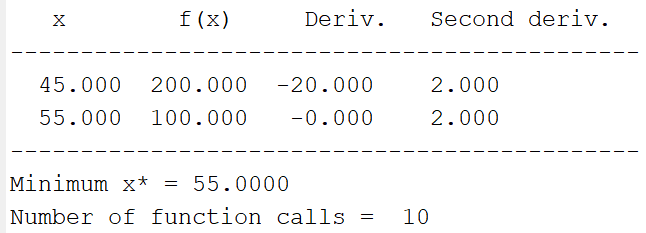 x f(x) Deriv. Second deriv.
---------------------------------------------
45.000 200.000 -20.000 2.000
55.000 100.000 -0.000 2.000
---------------------------------------------
Minimum x* = 55.0000
Number of function calls = 10